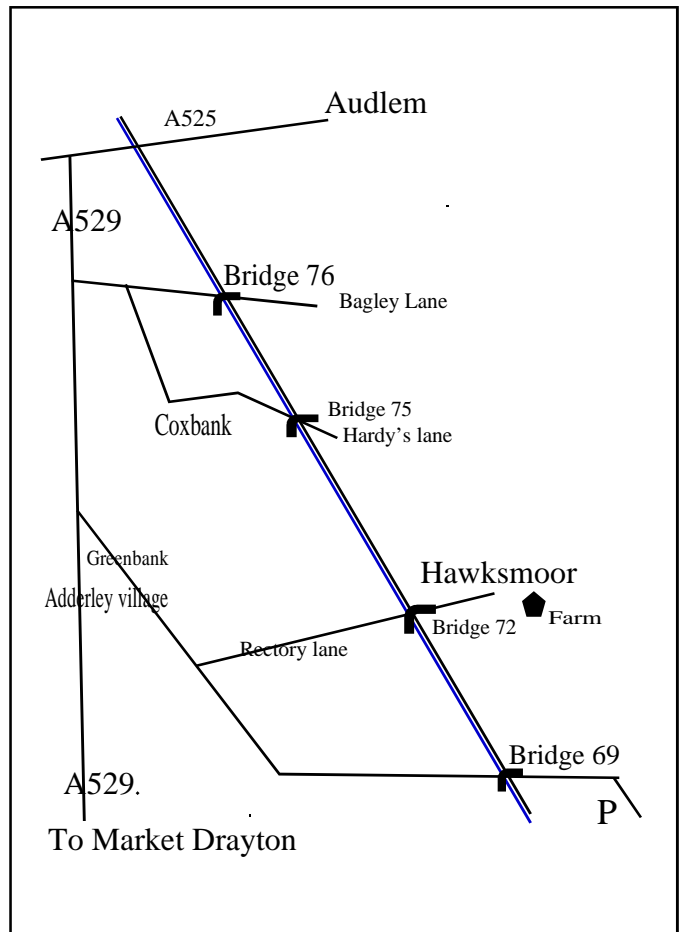 Audlem
A525
A529
Bridge 76
Bagley Lane
Bridge 75
Coxbank
Hardy's lane
Greenbank
Hawksmoor
Adderley village
Farm
Bridge 72
Rectory lane
Bridge 69
A529.
P
To Market Drayton